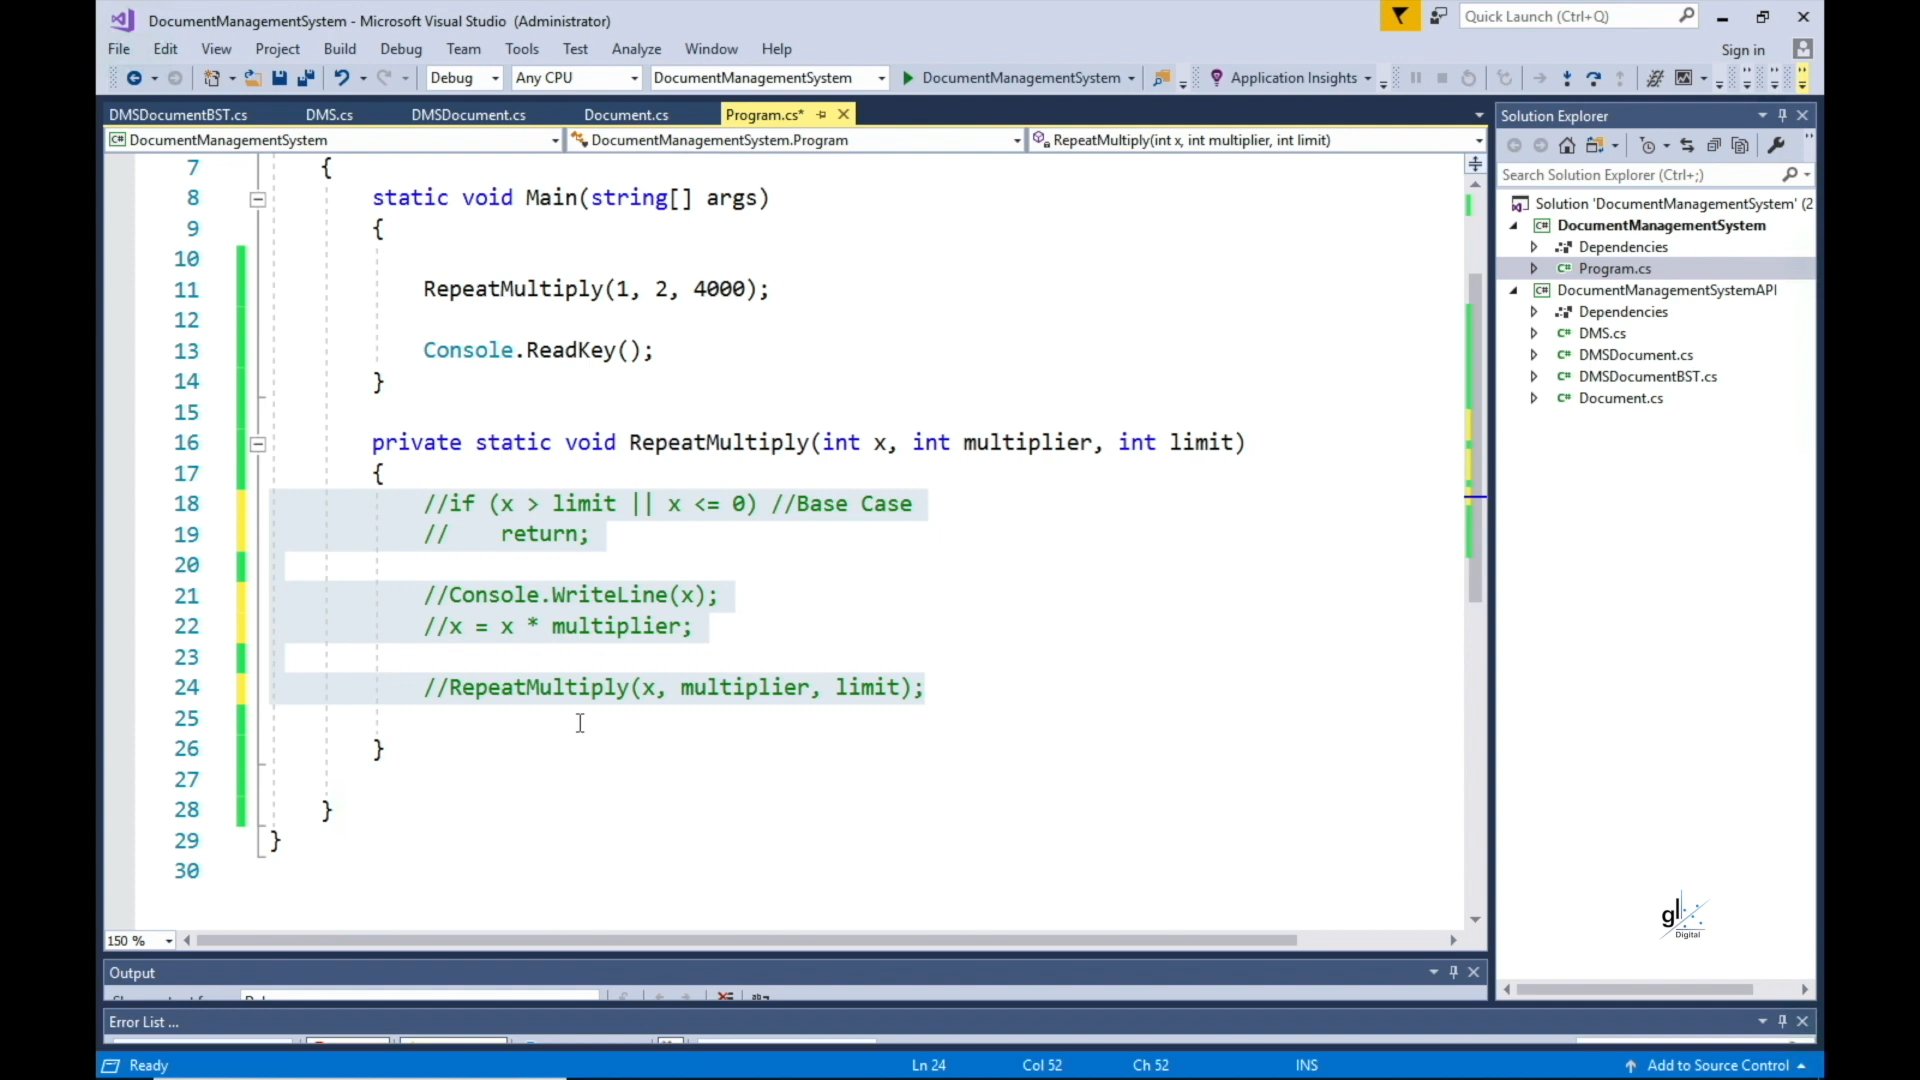 DocumentManagementSystem - Microsoft Visual Studio (Administrator)
Quick Launch (Ctrl+Q)
File Edit View Project Build Debug Team Tools Test Analyze Window Help
Sign in
Debug Any CPU DocumentManagementSystem DocumentManagementSystem Application Insights
DMSDocumentBST.cs DMS.cs DMSDocument.cs Document.cs Program.cs*
DocumentManagementSystem DocumentManagementSystem.Program RepeatMultiply(int x, int multiplier, int limit)
7 {
8 static void Main(string[] args)
9 {
10
11 RepeatMultiply(1, 2, 4000);
12
13 Console.ReadKey();
14 }
15
16 private static void RepeatMultiply(int x, int multiplier, int limit)
17 {
18 //if (x > limit || x <= 0) //Base Case
19 // return;
20
21 //Console.WriteLine(x);
22 //x = x * multiplier;
23
24 //RepeatMultiply(x, multiplier, limit);
25
26 }
27
28 }
29 }
30
150 %
Output
Error List ...
Ready Ln 24 Col 52 Ch 52 INS Add to Source Control
Solution Explorer
Search Solution Explorer (Ctrl+;)
Solution 'DocumentManagementSystem' (2
C# DocumentManagementSystem
Dependencies
C# Program.cs
C# DocumentManagementSystemAPI
Dependencies
C# DMS.cs
C# DMSDocument.cs
C# DMSDocumentBST.cs
C# Document.cs
gl
Digital